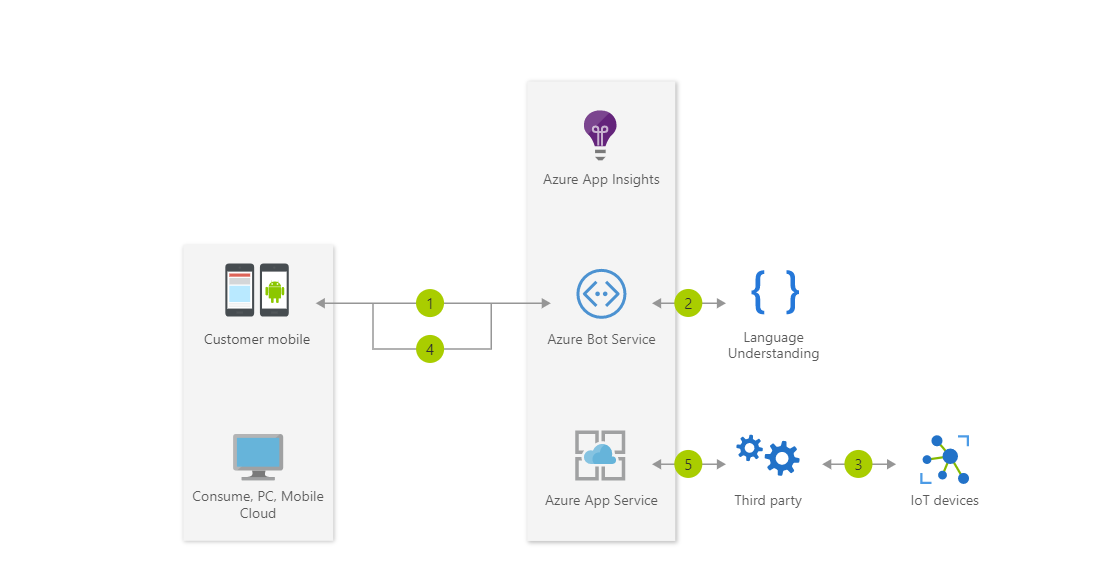 Azure App Insights
Customer mobile
1
4
Azure Bot Service
2
Language
Understanding
Consume, PC, Mobile
Cloud
Azure App Service
5
Third party
3
IoT devices